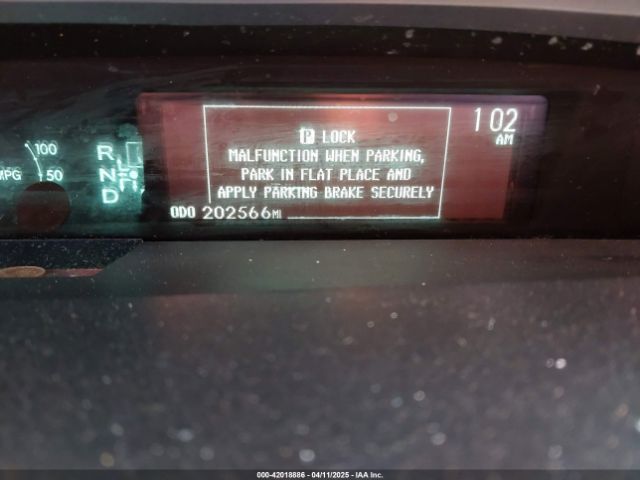 100
MPG 50
R
N
D
P LOCK
MALFUNCTION WHEN PARKING,
PARK IN FLAT PLACE AND
APPLY PARKING BRAKE SECURELY
ODO 202566MI
1 02
AM
000-42018886 - 04/11/2025 - IAA Inc.